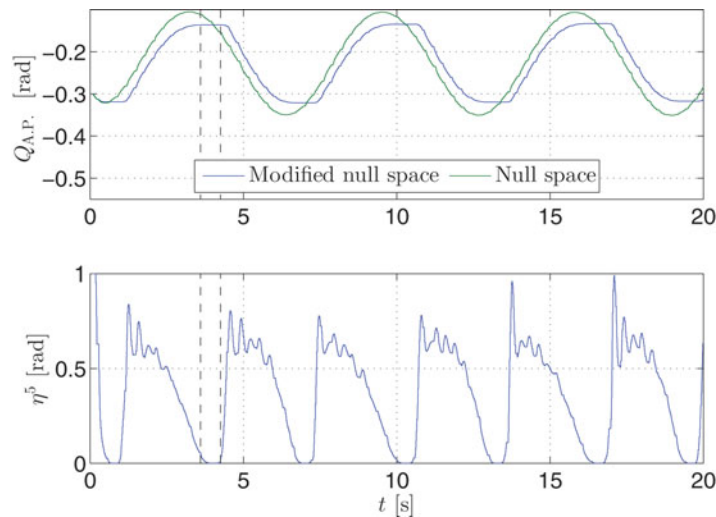 −0.2
−0.3
−0.4
−0.5
Q_A.P. [rad]
Modified null space
Null space
0 5 10 15 20
1
0.5
0
η^5 [rad]
0 5 10 15 20
t [s]